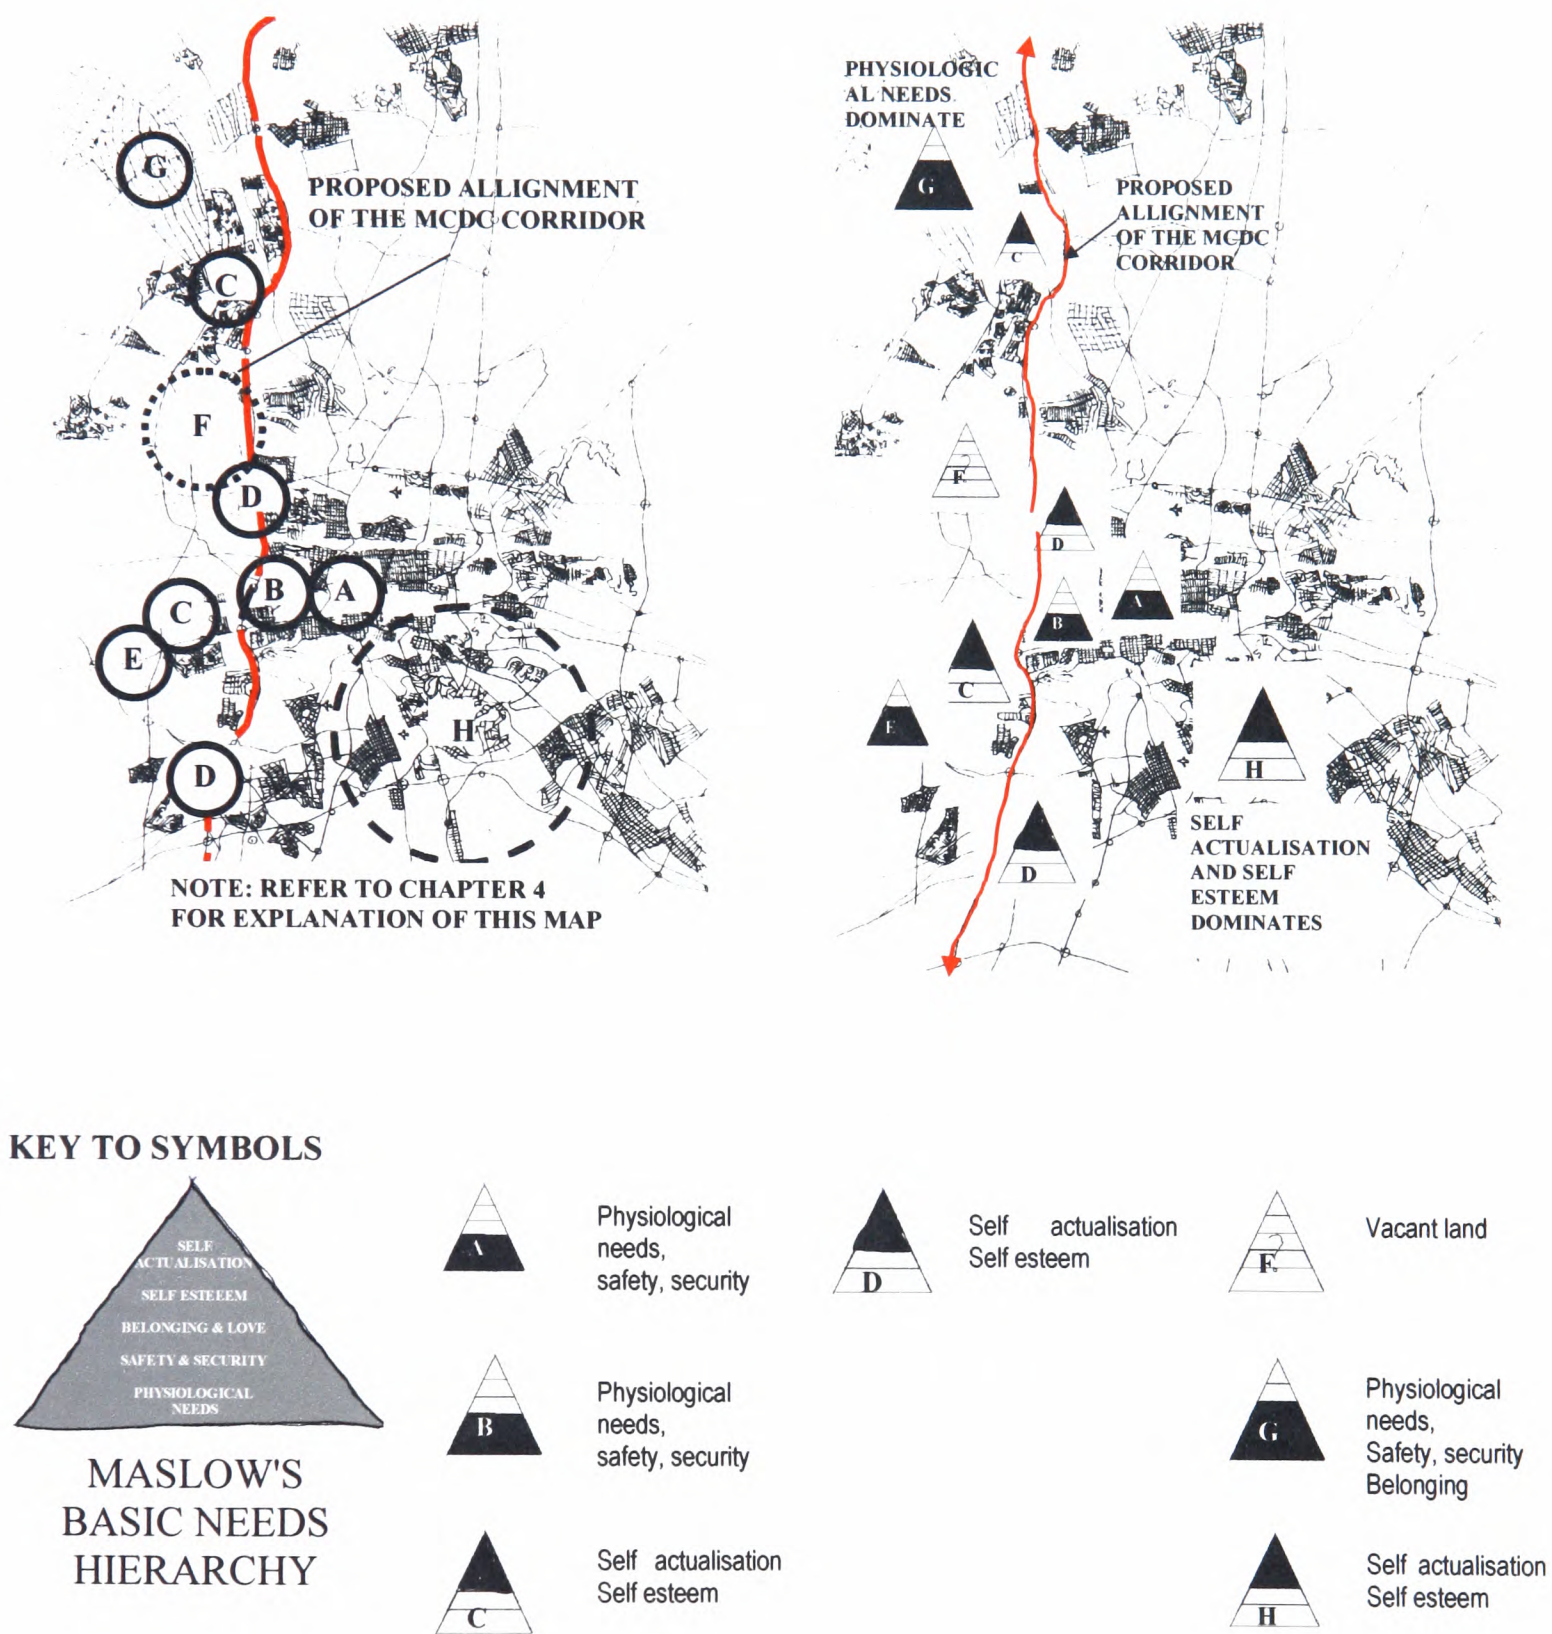 G
PROPOSED ALLIGNMENT
OF THE MCDC CORRIDOR
C
F
D
B
A
C
E
H
D
NOTE: REFER TO CHAPTER 4
FOR EXPLANATION OF THIS MAP
PHYSIOLOGIC
AL NEEDS
DOMINATE
G
PROPOSED
ALLIGNMENT
OF THE MCDC
CORRIDOR
C
F
?
D
A
B
C
E
H
D
SELF
ACTUALISATION
AND SELF
ESTEEM
DOMINATES
KEY TO SYMBOLS
SELF
ACTUALISATION
SELF ESTEEEM
BELONGING & LOVE
SAFETY & SECURITY
PHYSIOLOGICAL
NEEDS
MASLOW'S
BASIC NEEDS
HIERARCHY
A
Physiological
needs,
safety, security
B
Physiological
needs,
safety, security
C
Self actualisation
Self esteem
D
Self actualisation
Self esteem
?
F
Vacant land
G
Physiological
needs,
Safety, security
Belonging
H
Self actualisation
Self esteem